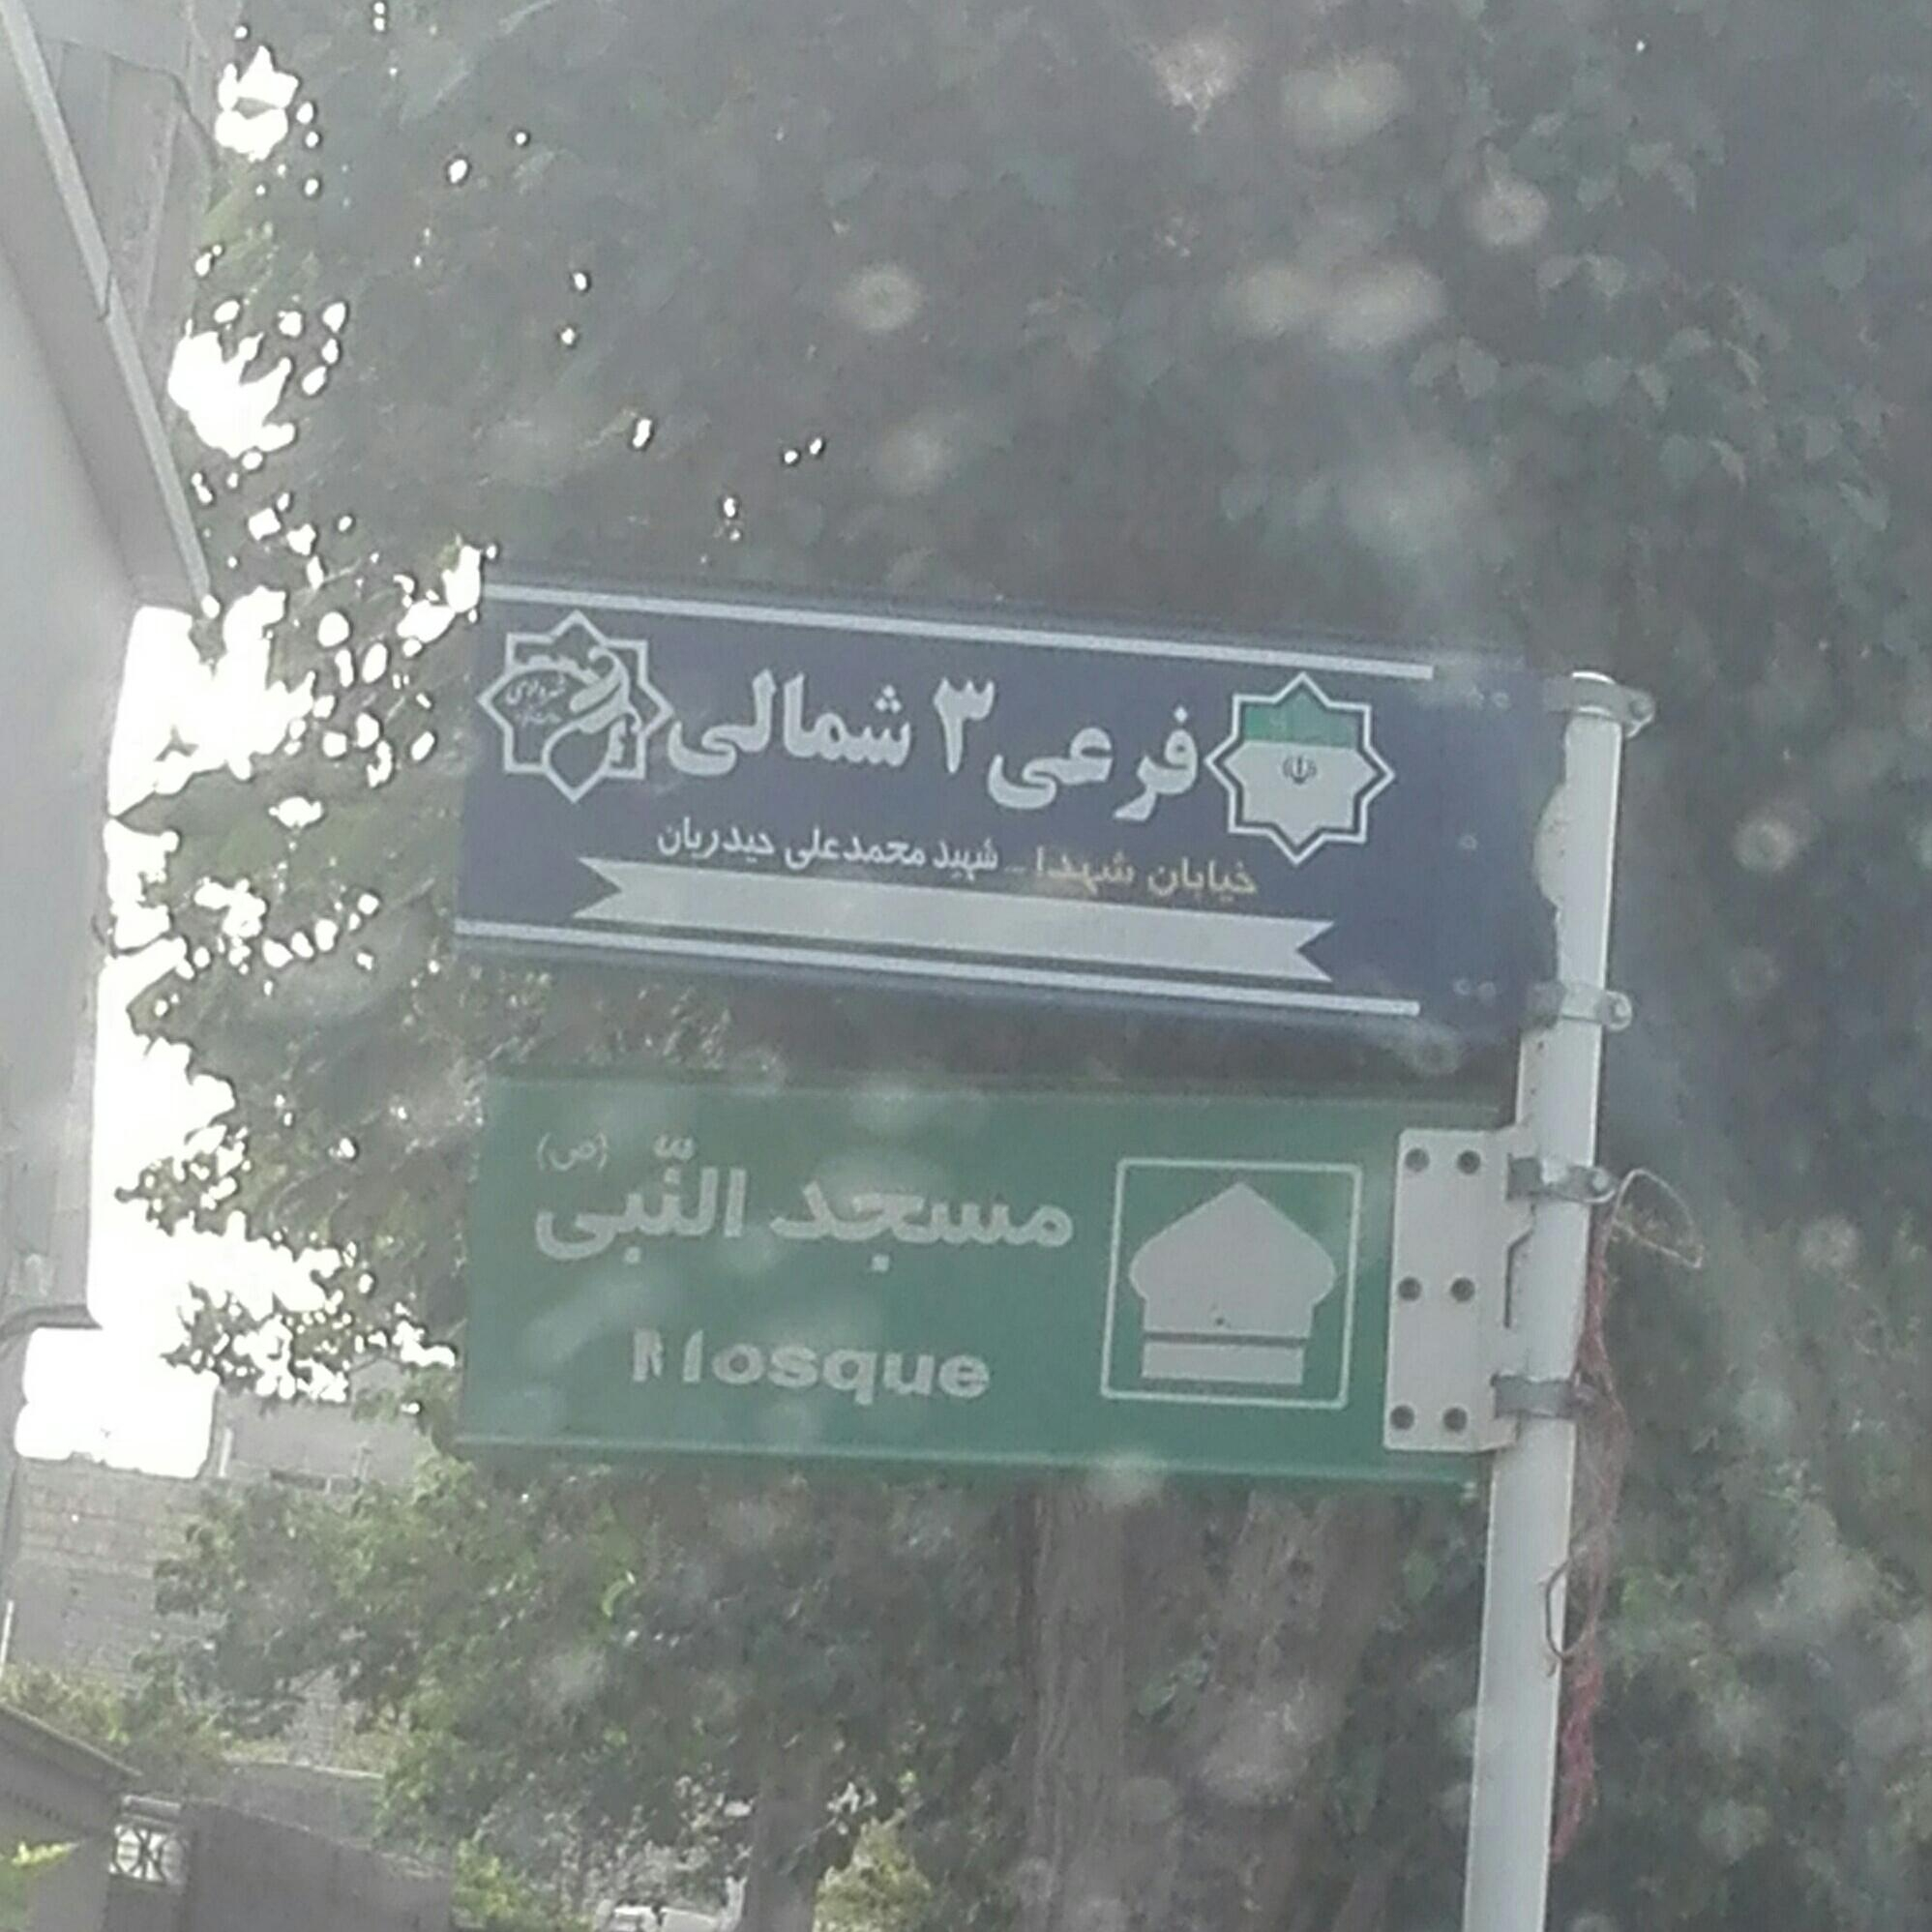 فرعی ۳ شمالی
خیابان شهدا - شهید محمدعلی حیدریان
مسجد النّبی (ص)
Mosque